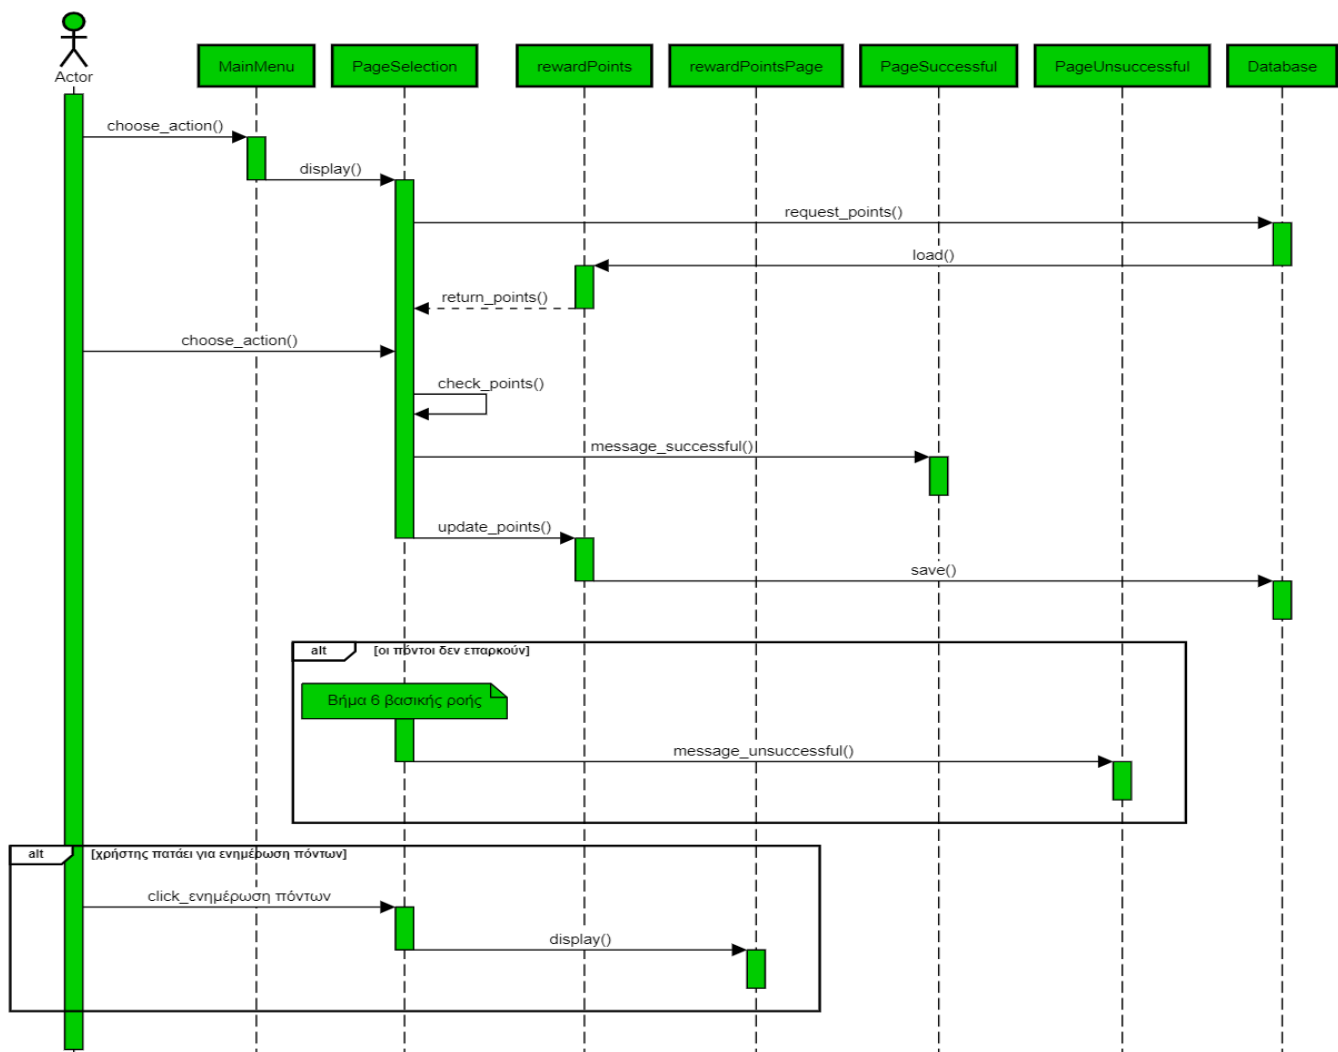 Actor
MainMenu
PageSelection
rewardPoints
rewardPointsPage
PageSuccessful
PageUnsuccessful
Database
choose_action()
display()
request_points()
load()
return_points()
choose_action()
check_points()
message_successful()
update_points()
save()
alt
[οι πόντοι δεν επαρκούν]
Βήμα 6 βασικής ροής
message_unsuccessful()
alt
[χρήστης πατάει για ενημέρωση πόντων]
click_ενημέρωση πόντων
display()